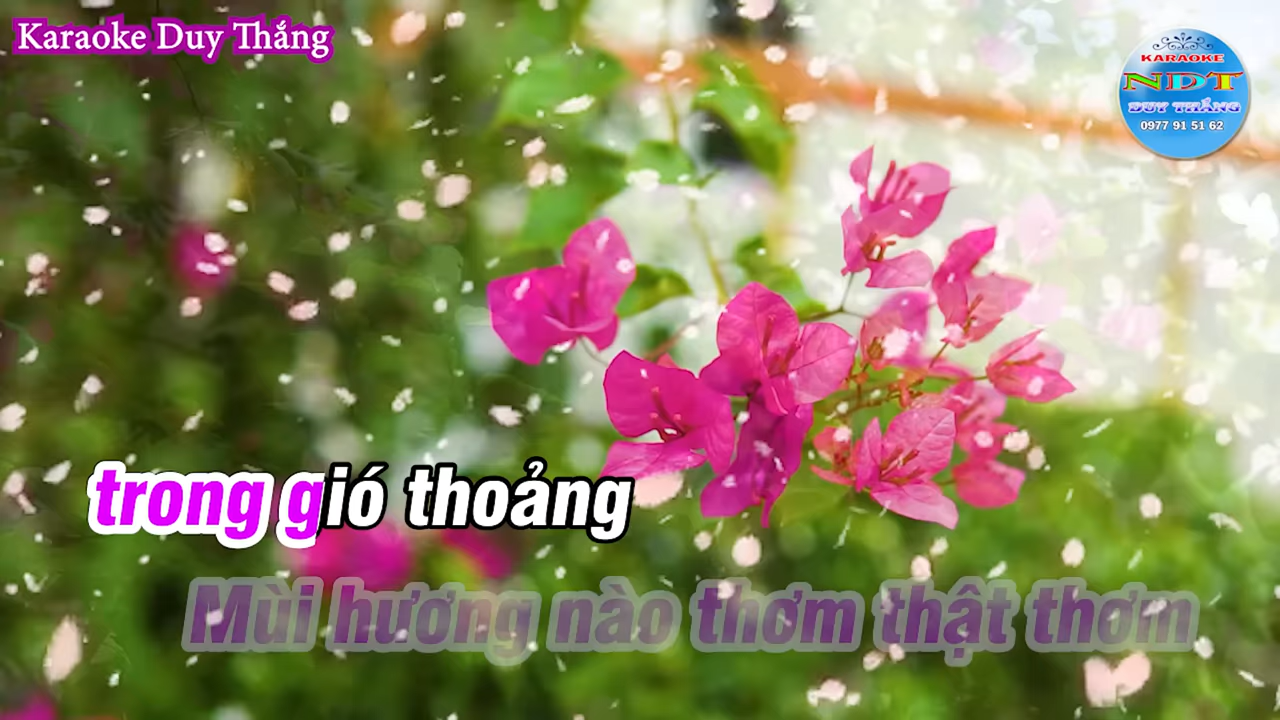 Karaoke Duy Thắng
KARAOKE
NDT
DUY THẮNG
0977 91 51 62
trong gió thoảng
Mùi hương nào thơm thật thơm